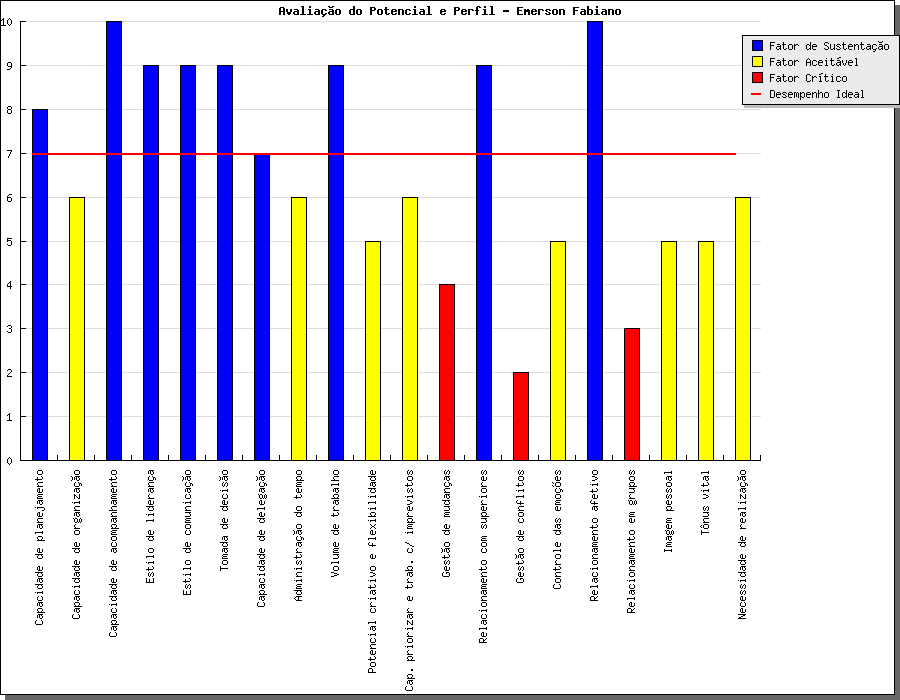 Avaliação do Potencial e Perfil - Emerson Fabiano
Fator de Sustentação
Fator Aceitável
Fator Crítico
Desempenho Ideal
10
9
8
7
6
5
4
3
2
1
0
Capacidade de planejamento
Capacidade de organização
Capacidade de acompanhamento
Estilo de liderança
Estilo de comunicação
Tomada de decisão
Capacidade de delegação
Administração do tempo
Volume de trabalho
Potencial criativo e flexibilidade
Cap. priorizar e trab. c/ imprevistos
Gestão de mudanças
Relacionamento com superiores
Gestão de conflitos
Controle das emoções
Relacionamento afetivo
Relacionamento em grupos
Imagem pessoal
Tônus vital
Necessidade de realização